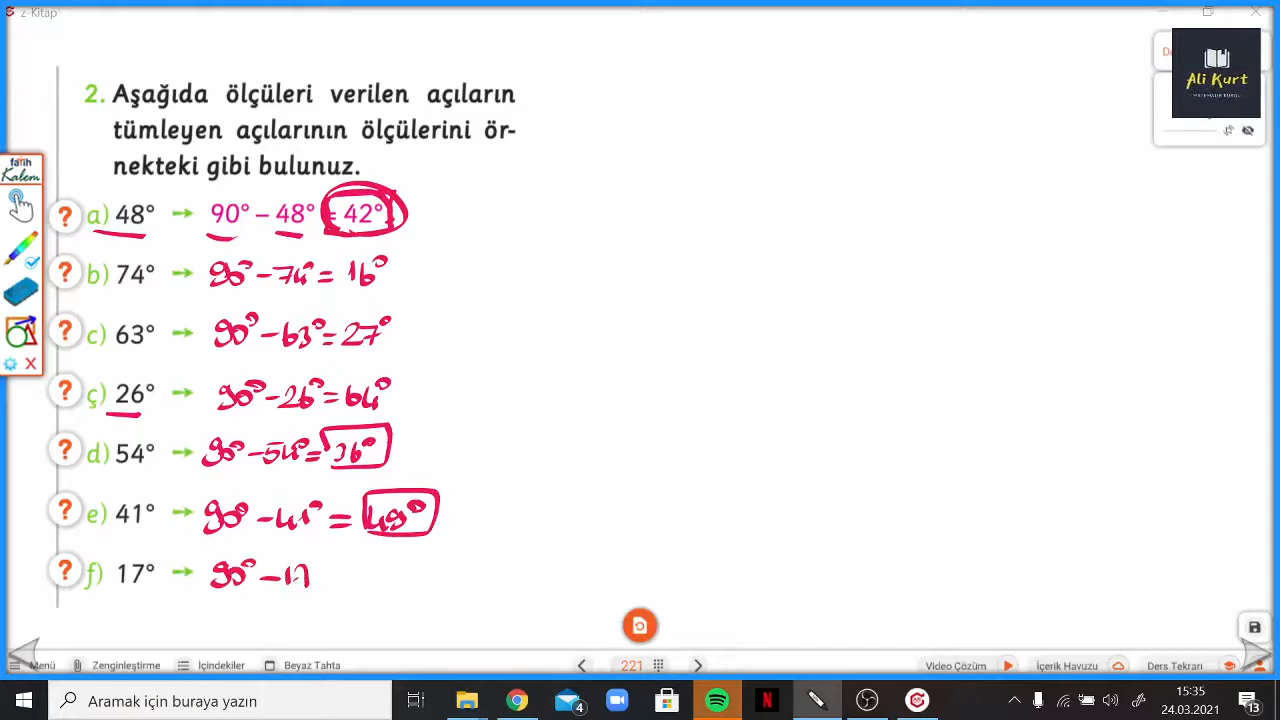 z-Kitap
Ali Kurt
2. Aşağıda ölçüleri verilen açıların
tümleyen açılarının ölçülerini ör-
nekteki gibi bulunuz.
fatih
Kalem
? a) 48° → 90° – 48° = 42°
? b) 74° → 90° - 74° = 16°
? c) 63° → 90° - 63° = 27°
? ç) 26° → 90° - 26° = 64°
? d) 54° → 90° - 54° = 36°
? e) 41° → 90° - 41° = 49°
? f) 17° → 90° - 17
Menü Zenginleştirme İçindekiler Beyaz Tahta 221 Video Çözüm İçerik Havuzu Ders Tekrarı
Aramak için buraya yazın 4 N 15:35
24.03.2021 13